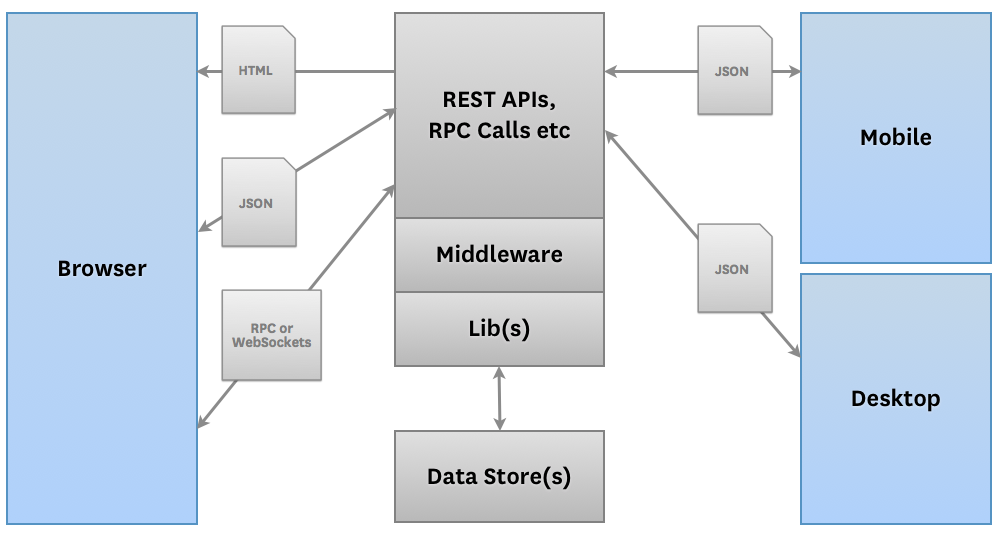 HTML
JSON
RPC or
WebSockets
Browser
REST APIs,
RPC Calls etc
Middleware
Lib(s)
Data Store(s)
JSON
JSON
Mobile
Desktop